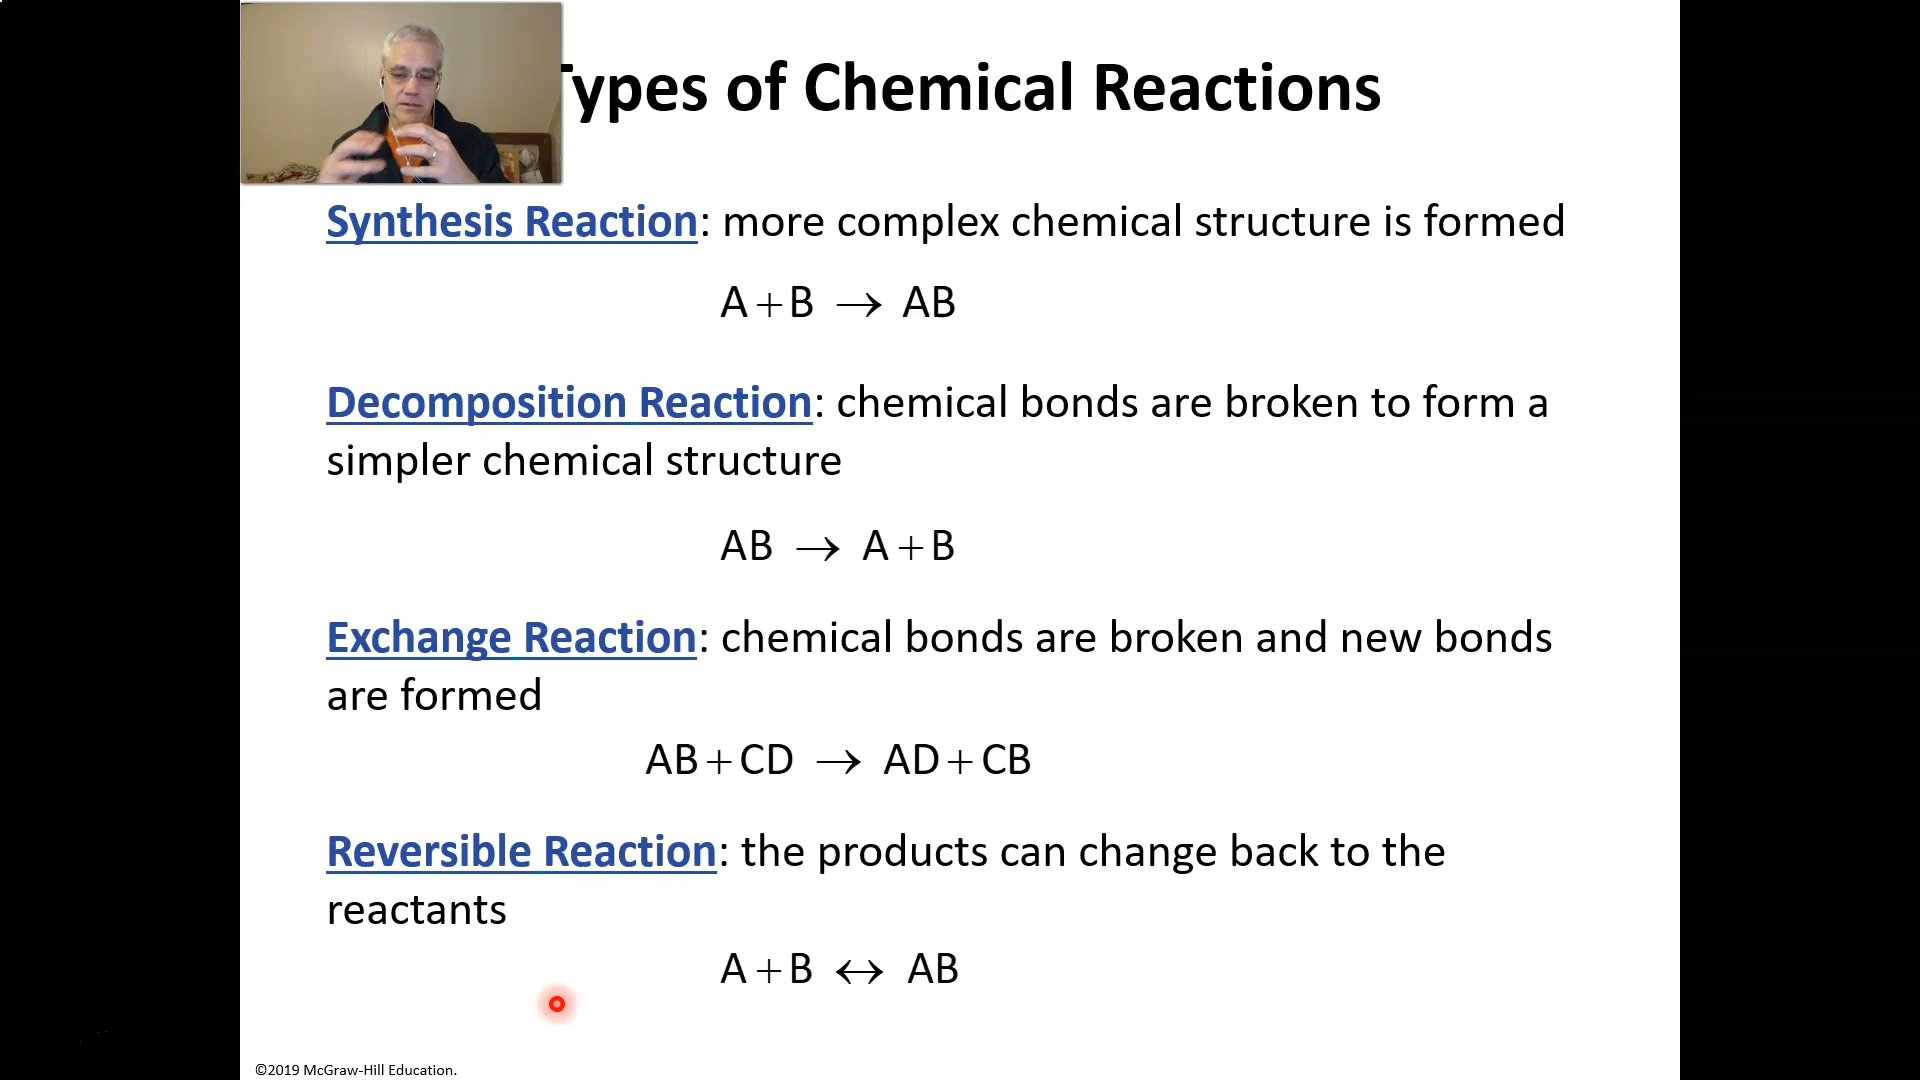 Types of Chemical Reactions
Synthesis Reaction: more complex chemical structure is formed
A + B → AB
Decomposition Reaction: chemical bonds are broken to form a
simpler chemical structure
AB → A + B
Exchange Reaction: chemical bonds are broken and new bonds
are formed
AB + CD → AD + CB
Reversible Reaction: the products can change back to the
reactants
A + B ↔ AB
©2019 McGraw-Hill Education.